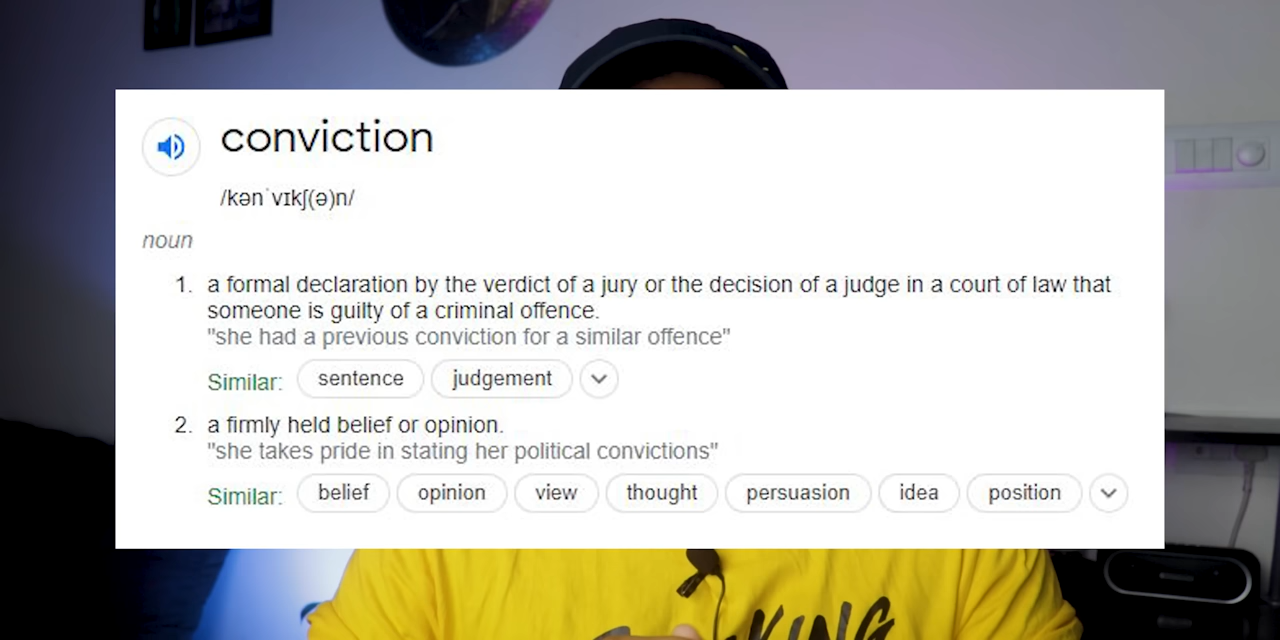 conviction
/kənˈvɪkʃ(ə)n/
noun
1. a formal declaration by the verdict of a jury or the decision of a judge in a court of law that
someone is guilty of a criminal offence.
"she had a previous conviction for a similar offence"
Similar: sentence judgement
2. a firmly held belief or opinion.
"she takes pride in stating her political convictions"
Similar: belief opinion view thought persuasion idea position